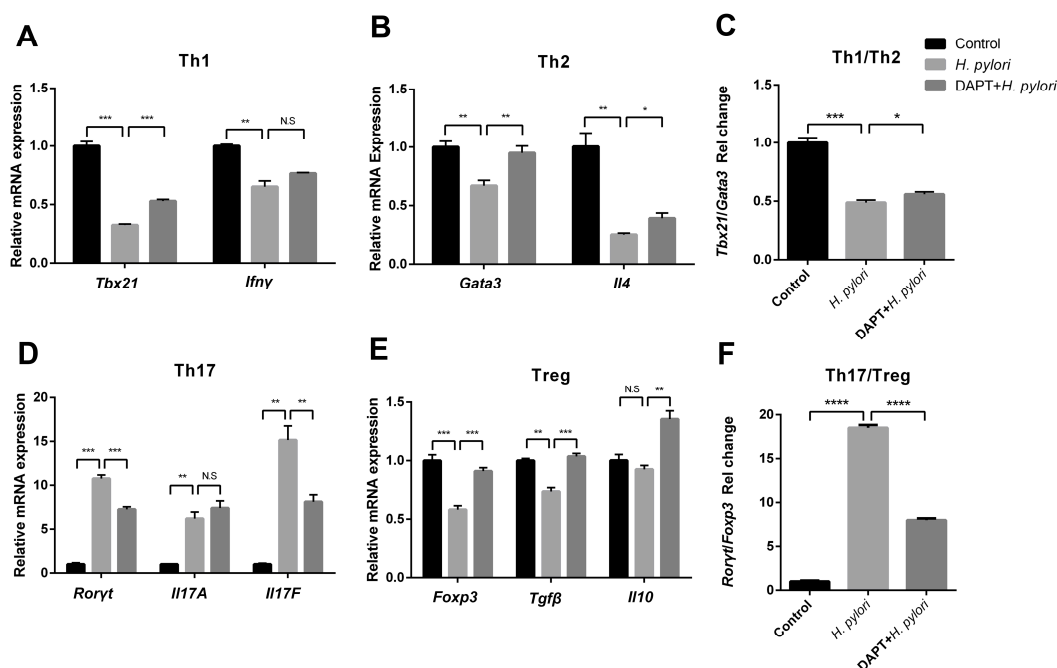 A
Th1
Relative mRNA expression
1.5
1.0
0.5
0.0
***
***
**
N.S
Tbx21
Ifnγ
B
Th2
Relative mRNA Expression
1.5
1.0
0.5
0.0
**
**
**
*
Gata3
Il4
C
Th1/Th2
Control
H. pylori
DAPT+H. pylori
Tbx21/Gata3 Rel change
1.5
1.0
0.5
0.0
***
*
Control
H. pylori
DAPT+H. pylori
D
Th17
Relative mRNA expression
20
15
10
5
0
***
***
**
N.S
**
**
Rorγt
Il17A
Il17F
E
Treg
Relative mRNA expression
1.5
1.0
0.5
0.0
***
***
**
***
N.S
**
Foxp3
Tgfβ
Il10
F
Th17/Treg
Rorγt/Foxp3 Rel change
20
15
10
5
0
****
****
Control
H. pylori
DAPT+H. pylori